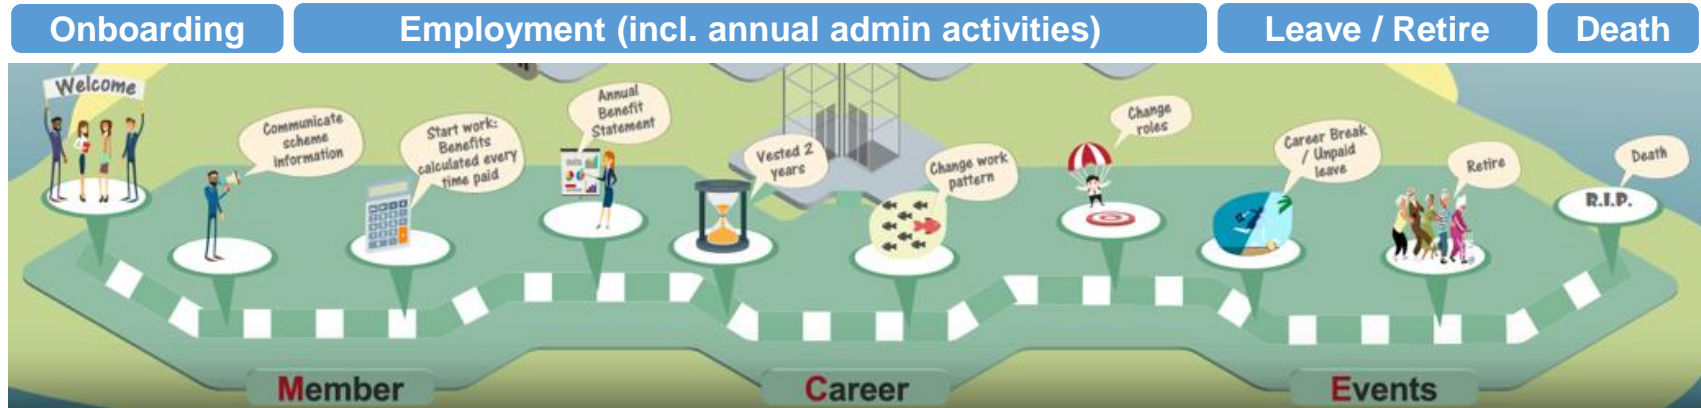 Onboarding
Employment (incl. annual admin activities)
Leave / Retire
Death
Welcome
Communicate
scheme
information
Start work:
Benefits
calculated every
time paid
Annual
Benefit
Statement
Vested 2
years
Change work
pattern
Change
roles
Career Break
/ Unpaid
leave
Retire
Death
R.I.P.
Member
Career
Events